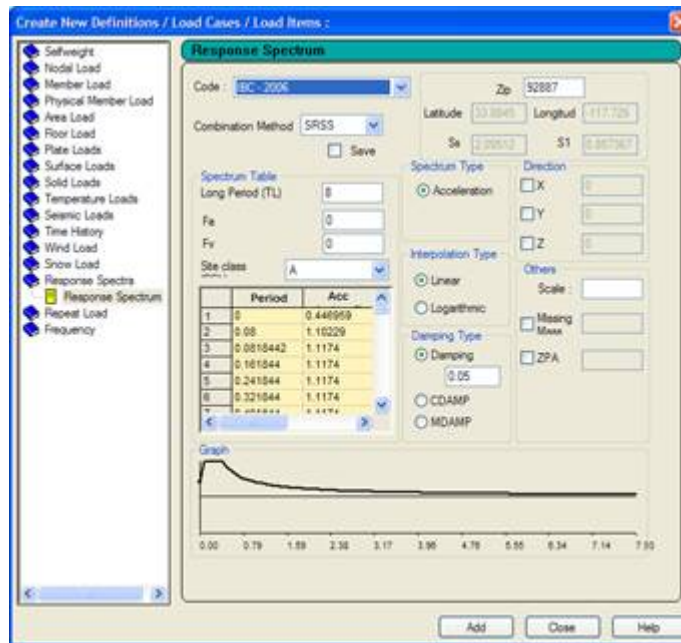 Create New Definitions / Load Cases / Load Items :
Selfweight
Nodal Load
Member Load
Physical Member Load
Area Load
Floor Load
Plate Loads
Surface Loads
Solid Loads
Temperature Loads
Seismic Loads
Time History
Wind Load
Snow Load
Response Spectra
Response Spectrum
Repeat Load
Frequency
Response Spectrum
Code : IBC - 2006
Zip 92887
Latitude Longitud -117.725
Combination Method SRSS
Save
Ss S1
Spectrum Table
Long Period (TL) 8
Fa 0
Fv 0
Site class A
Period Acc
1 0 0.446959
2 0.08 1.10229
3 0.0818442 1.1174
4 0.161844 1.1174
5 0.241844 1.1174
6 0.321844 1.1174
Spectrum Type
Acceleration
Interpolation Type
Linear
Logarithmic
Damping Type
Damping
0.05
CDAMP
MDAMP
Direction
X 0
Y 0
Z 0
Others
Scale :
Missing
ZPA
Graph
0.00 0.79 1.59 2.38 3.17 3.96 4.76 5.55 6.34 7.14 7.93
Add Close Help